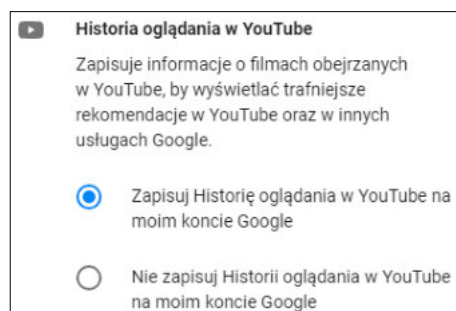 Historia oglądania w YouTube
Zapisuje informacje o filmach obejrzanych
w YouTube, by wyświetlać trafniejsze
rekomendacje w YouTube oraz w innych
usługach Google.
Zapisuj Historię oglądania w YouTube na
moim koncie Google
Nie zapisuj Historii oglądania w YouTube
na moim koncie Google